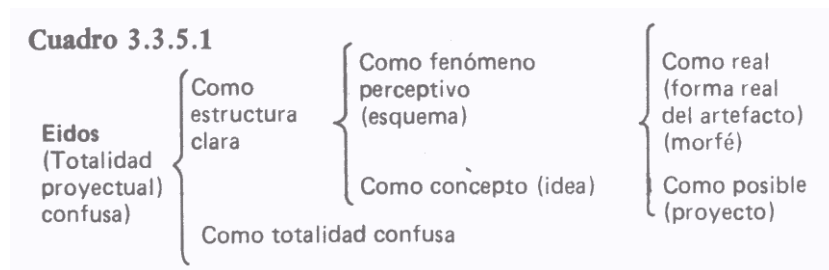 Cuadro 3.3.5.1
Eidos
(Totalidad
proyectual)
confusa)
Como
estructura
clara
Como totalidad confusa
Como fenómeno
perceptivo
(esquema)
Como concepto (idea)
Como real
(forma real
del artefacto)
(morfé)
Como posible
(proyecto)